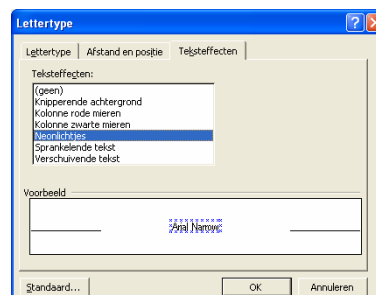 Lettertype
Lettertype Afstand en positie Teksteffecten
Teksteffecten:
(geen)
Knipperende achtergrond
Kolonne rode mieren
Kolonne zwarte mieren
Neonlichtjes
Sprankelende tekst
Verschuivende tekst
Voorbeeld
Arial Narrow
Standaard... OK Annuleren